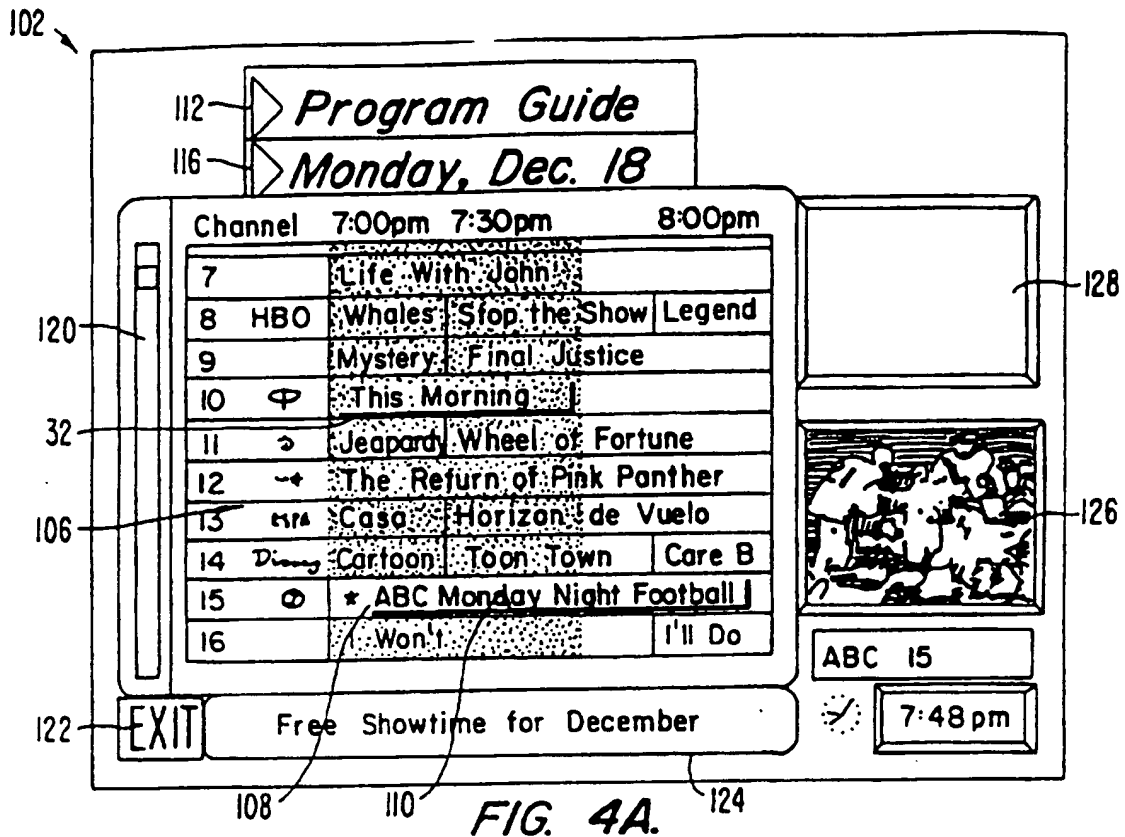 102
112 Program Guide
116 Monday, Dec. 18
Channel 7:00pm 7:30pm 8:00pm
7 Life With John
8 HBO Whales Stop the Show Legend
128
120
9 Mystery Final Justice
10 This Morning
32
11 Jeapardy Wheel of Fortune
12 The Return of Pink Panther
106
13 Casa Horizon de Vuelo
126
14 Disney Cartoon Toon Town Care B
15 * ABC Monday Night Football
16 Won't I'll Do
ABC 15
122 EXIT Free Showtime for December 7:48pm
108 110 124
FIG. 4A.